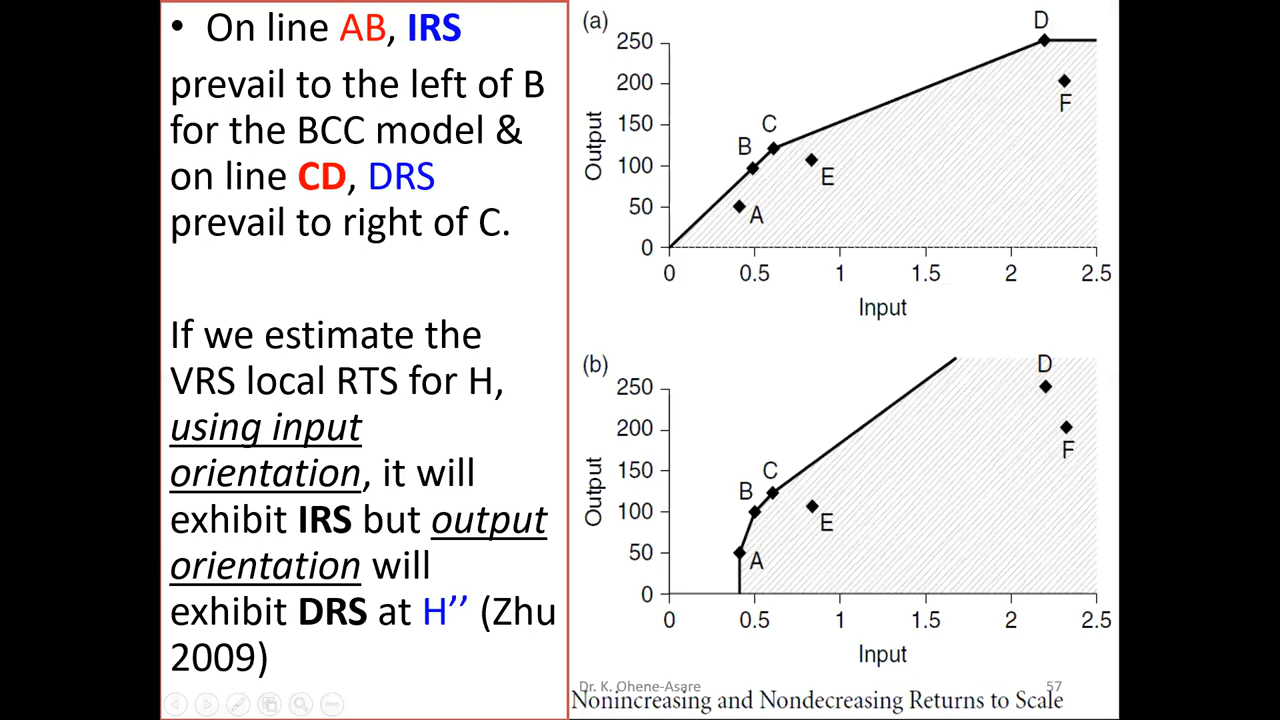 • On line AB, IRS
prevail to the left of B
for the BCC model &
on line CD, DRS
prevail to right of C.
If we estimate the
VRS local RTS for H,
using input
orientation, it will
exhibit IRS but output
orientation will
exhibit DRS at H’’ (Zhu
2009)
(a)
Output
250
200
150
100
50
0
A
B
C
D
E
F
0 0.5 1 1.5 2 2.5
Input
(b)
Output
250
200
150
100
50
0
A
B
C
D
E
F
0 0.5 1 1.5 2 2.5
Input
Dr. K. Ohene-Asare 57
Nonincreasing and Nondecreasing Returns to Scale